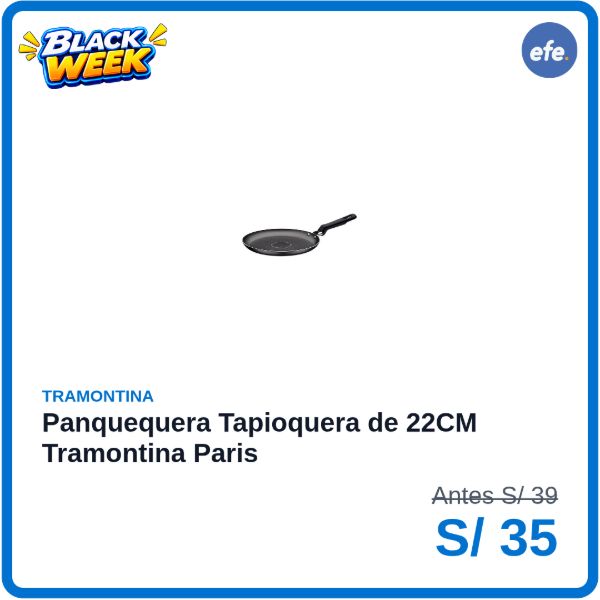 BLACK
WEEK
efe.
TRAMONTINA
Panquequera Tapioquera de 22CM
Tramontina Paris
Antes S/ 39
S/ 35